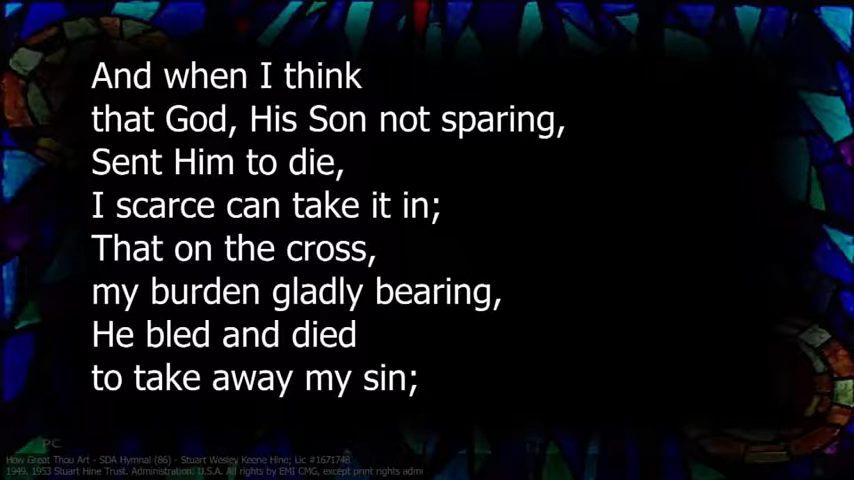 And when I think
that God, His Son not sparing,
Sent Him to die,
I scarce can take it in;
That on the cross,
my burden gladly bearing,
He bled and died
to take away my sin;
PC
How Great Thou Art - SDA Hymnal (86) - Stuart Wesley Keene Hine; Lic #1671748
1949, 1953 Stuart Hine Trust. Administration: U.S.A. All rights by EMI CMG, except print rights admi